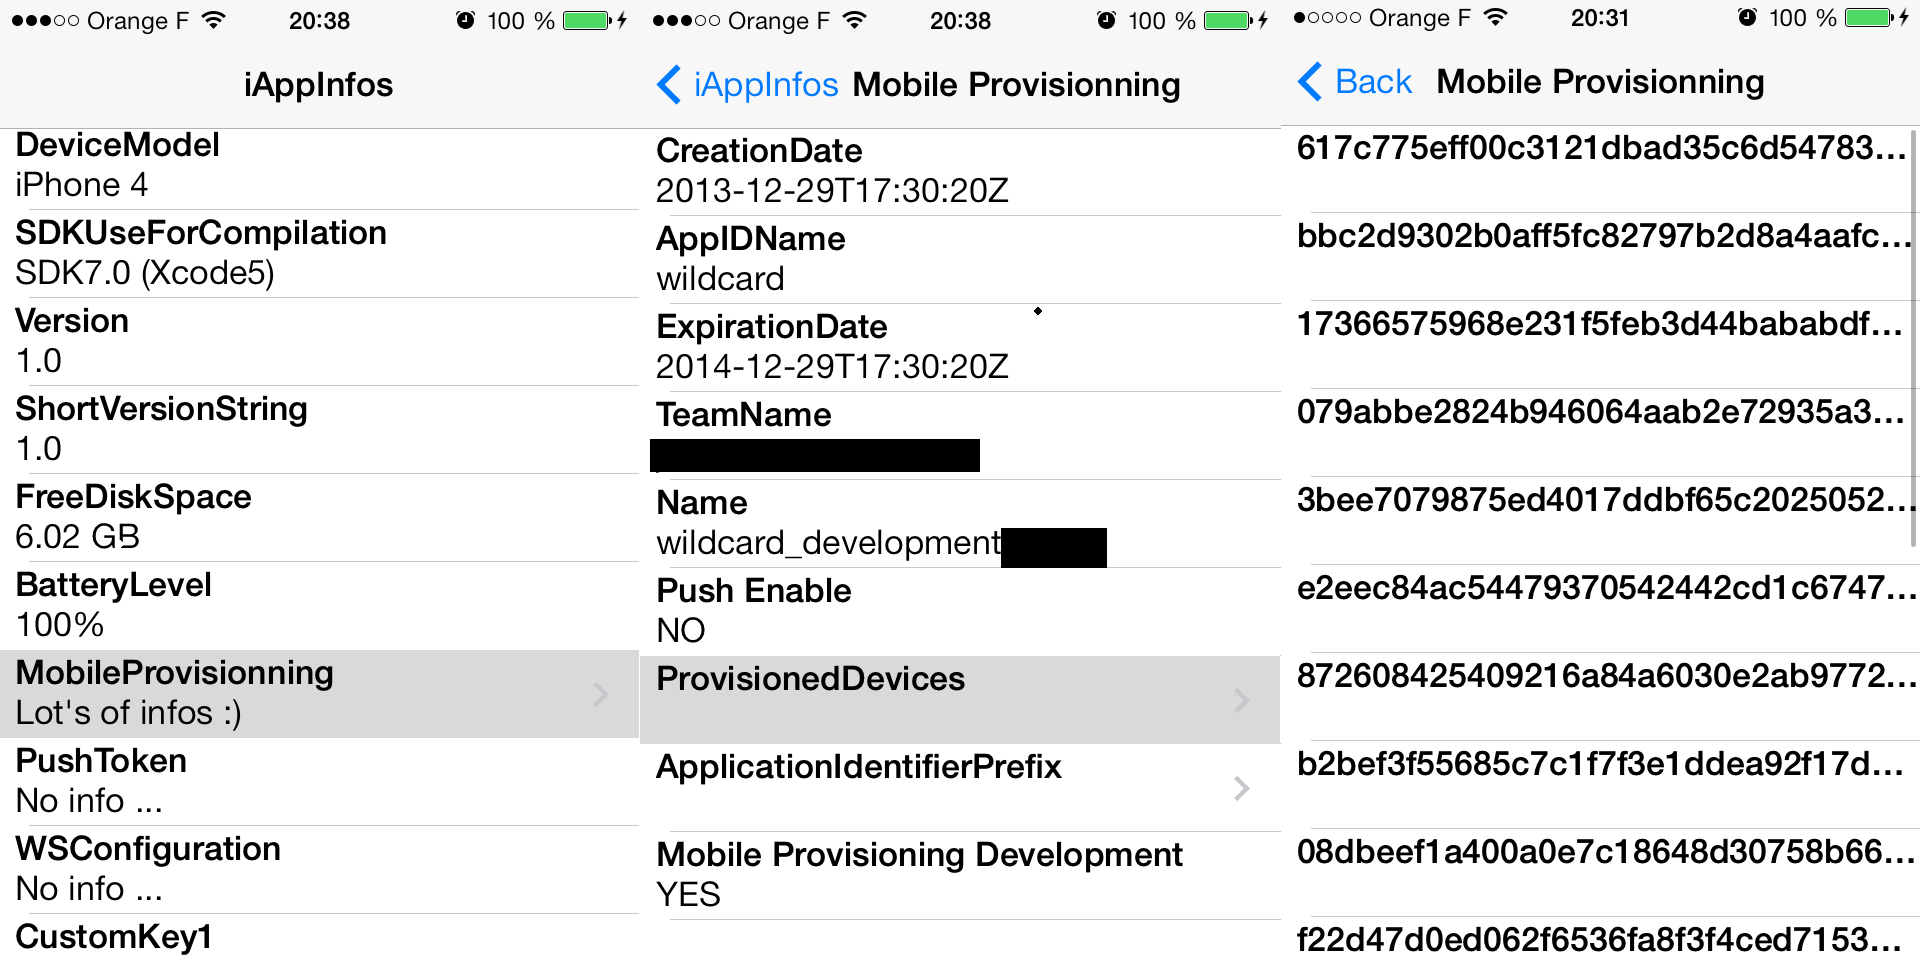 Orange F 20:38 100 %
iAppInfos
DeviceModel
iPhone 4
SDKUseForCompilation
SDK7.0 (Xcode5)
Version
1.0
ShortVersionString
1.0
FreeDiskSpace
6.02 GB
BatteryLevel
100%
MobileProvisionning
Lot's of infos :)
PushToken
No info ...
WSConfiguration
No info ...
CustomKey1
Orange F 20:38 100 %
iAppInfos Mobile Provisionning
CreationDate
2013-12-29T17:30:20Z
AppIDName
wildcard
ExpirationDate
2014-12-29T17:30:20Z
TeamName
Name
wildcard_development
Push Enable
NO
ProvisionedDevices
ApplicationIdentifierPrefix
Mobile Provisioning Development
YES
Orange F 20:31 100 %
Back Mobile Provisionning
617c775eff00c3121dbad35c6d54783...
bbc2d9302b0aff5fc82797b2d8a4aafc...
17366575968e231f5feb3d44bababdf...
079abbe2824b946064aab2e72935a3...
3bee7079875ed4017ddbf65c2025052...
e2eec84ac54479370542442cd1c6747...
872608425409216a84a6030e2ab9772...
b2bef3f55685c7c1f7f3e1ddea92f17d...
08dbeef1a400a0e7c18648d30758b66...
f22d47d0ed062f6536fa8f3f4ced7153...